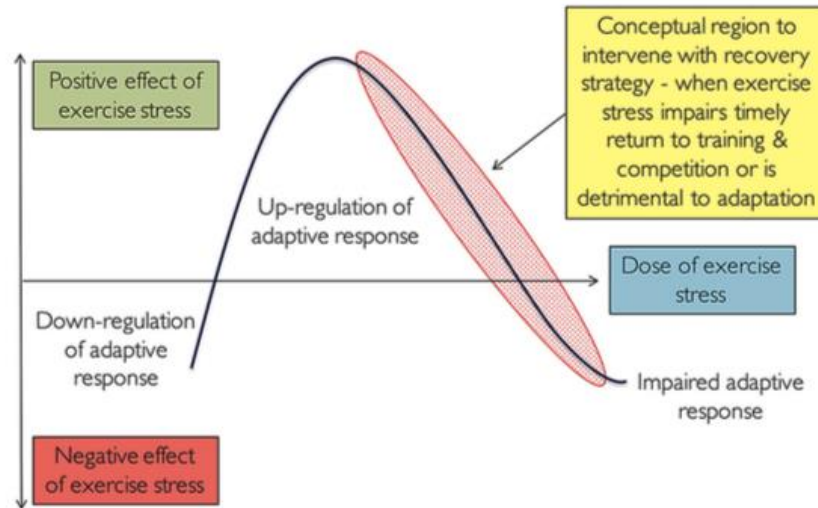 Positive effect of
exercise stress
Conceptual region to
intervene with recovery
strategy - when exercise
stress impairs timely
return to training &
competition or is
detrimental to adaptation
Up-regulation of
adaptive response
Dose of exercise
stress
Down-regulation
of adaptive
response
Impaired adaptive
response
Negative effect
of exercise stress